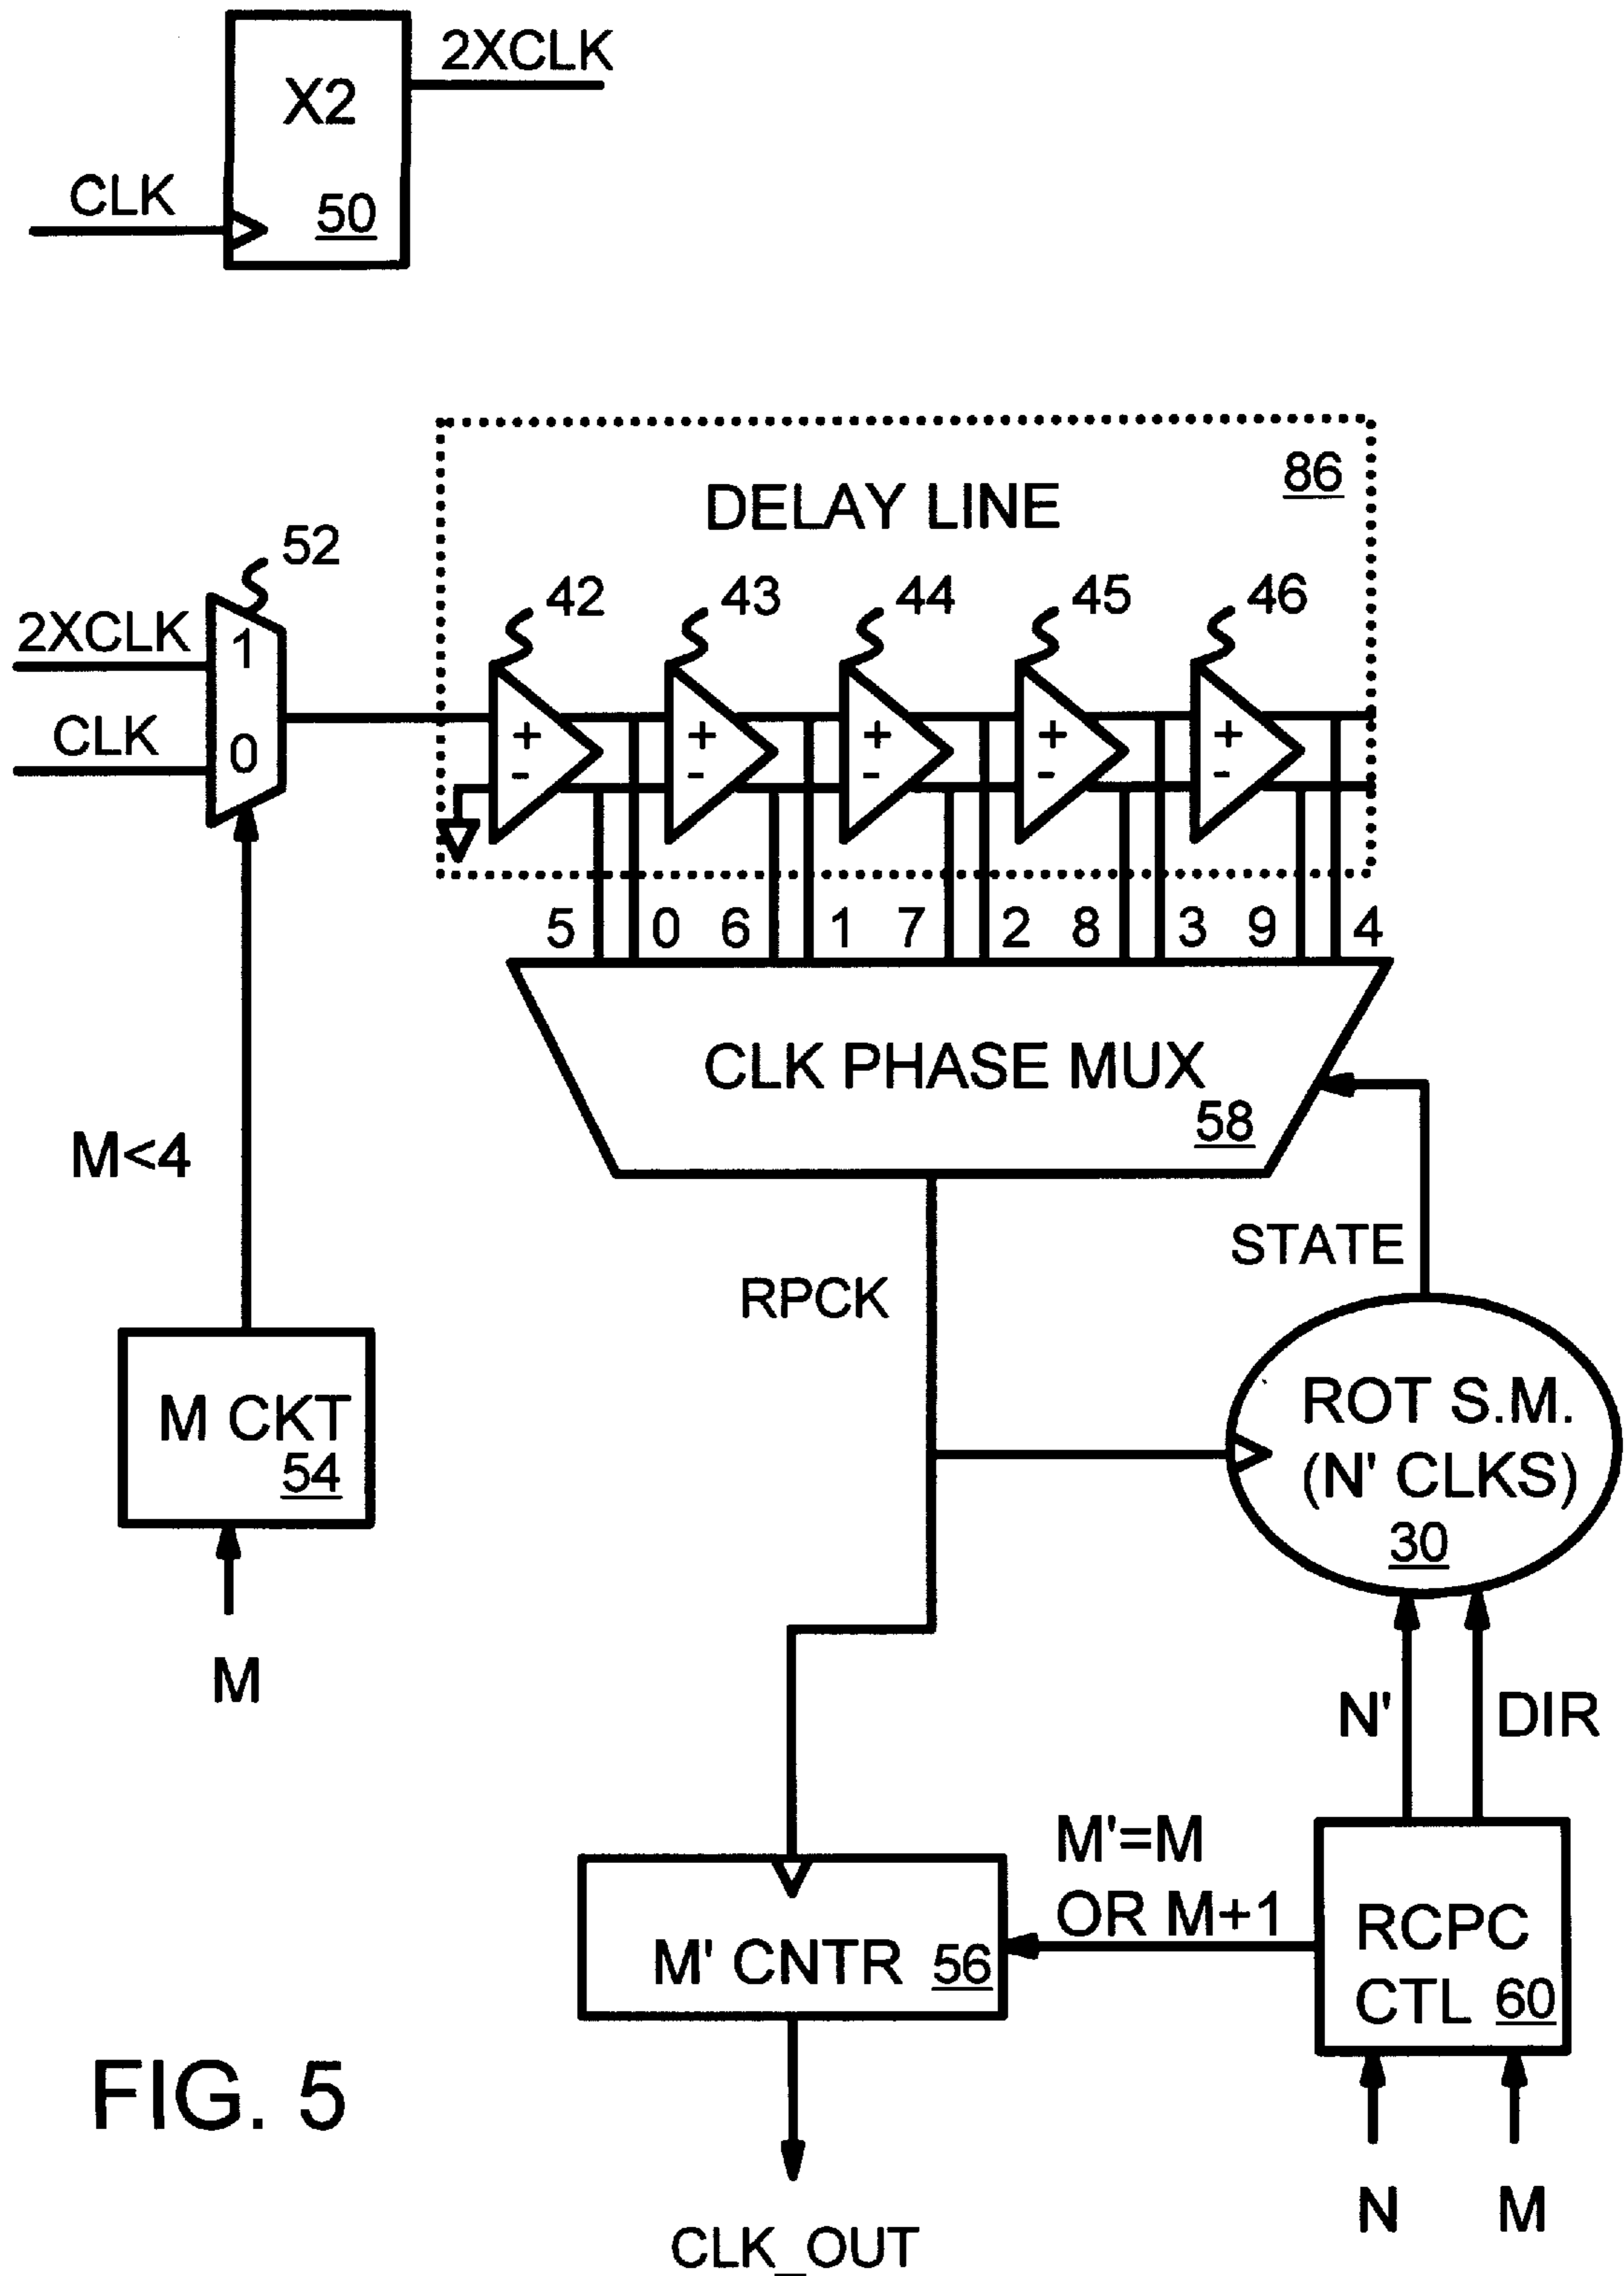 2XCLK
X2
CLK
50
86
DELAY LINE
52
42 43 44 45 46
2XCLK
1
CLK
0
+ + + + +
- - - - -
5 0 6 1 7 2 8 3 9 4
CLK PHASE MUX
58
M<4
STATE
RPCK
M CKT
54
ROT S.M.
(N' CLKS)
30
M
N' DIR
M'=M
OR M+1
RCPC
CTL 60
M' CNTR 56
FIG. 5
N M
CLK_OUT